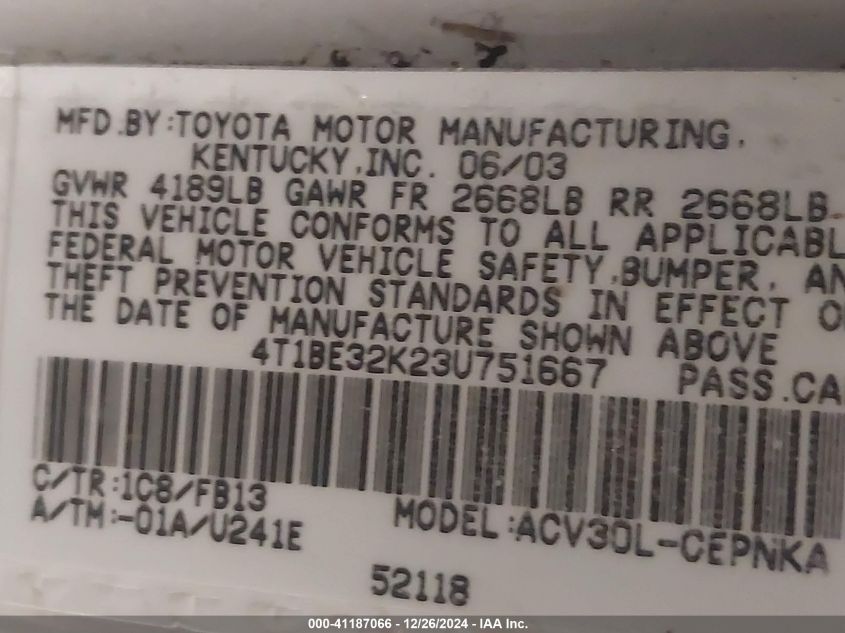 MFD.BY:TOYOTA MOTOR MANUFACTURING,
KENTUCKY,INC. 06/03
GVWR 4189LB GAWR FR 2668LB RR 2668LB
THIS VEHICLE CONFORMS TO ALL APPLICABL
FEDERAL MOTOR VEHICLE SAFETY,BUMPER, AN
THEFT PREVENTION STANDARDS IN EFFECT O
THE DATE OF MANUFACTURE SHOWN ABOVE
4T1BE32K23U751667 PASS.CA
C/TR:1C8/FB13
A/TM:-01A/U241E
MODEL:ACV30L-CEPNKA
52118
000-41187066 - 12/26/2024 - IAA Inc.